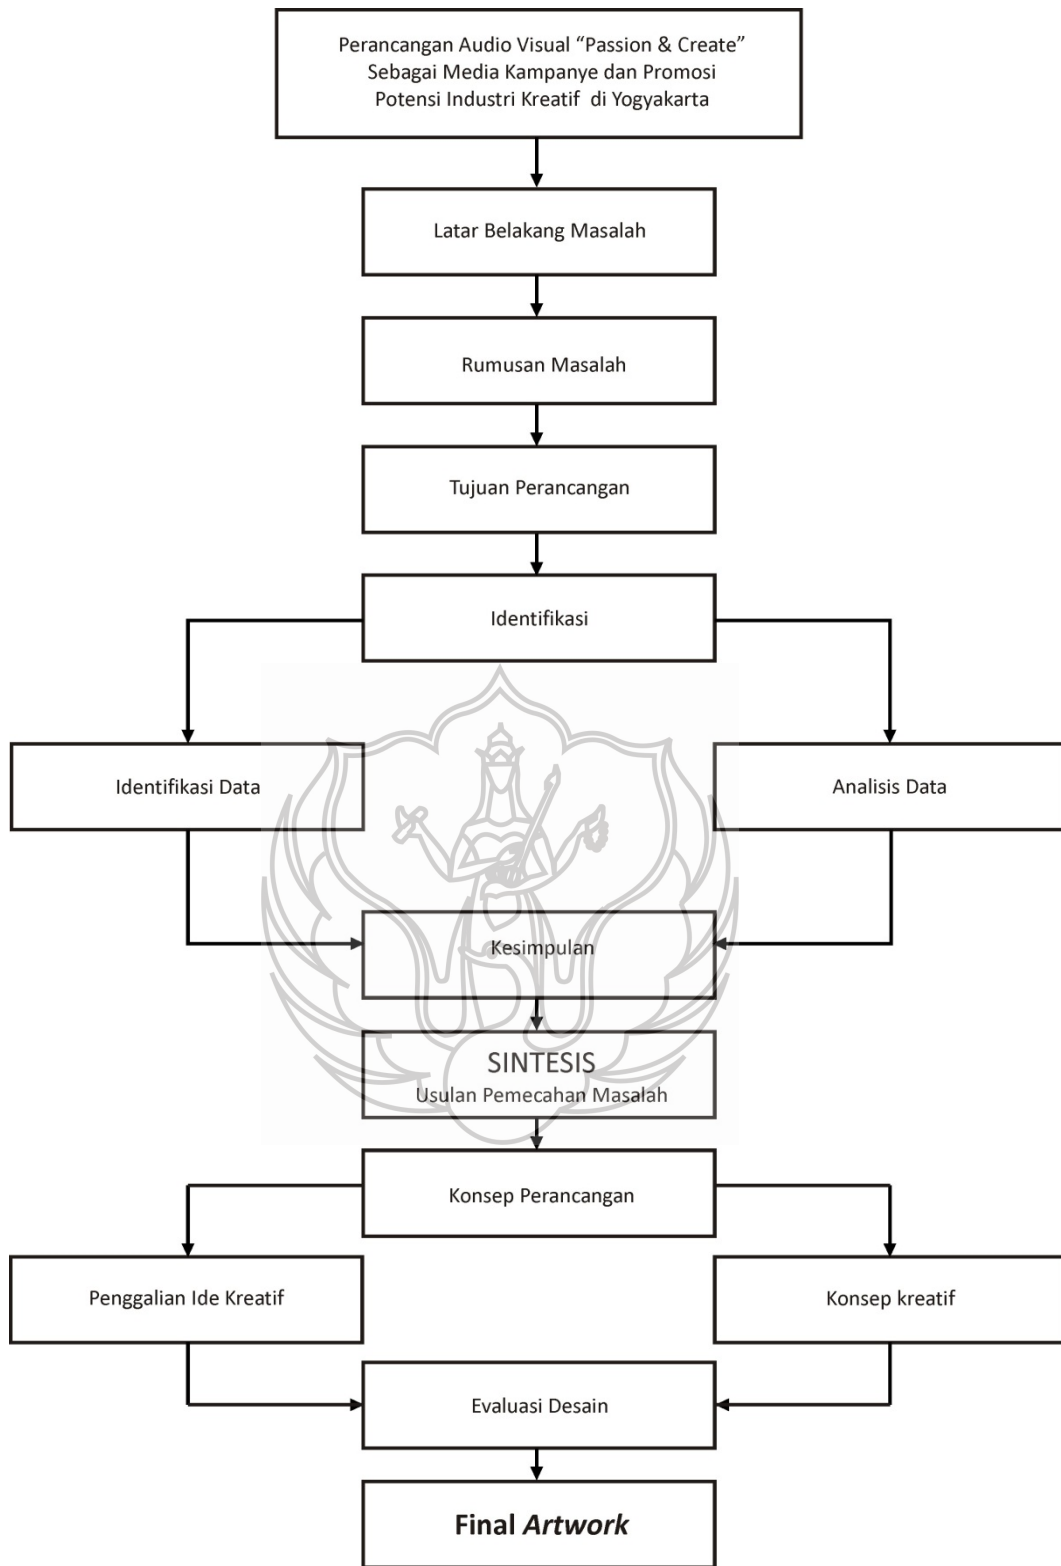 Perancangan Audio Visual “Passion & Create”
Sebagai Media Kampanye dan Promosi
Potensi Industri Kreatif di Yogyakarta
Latar Belakang Masalah
Rumusan Masalah
Tujuan Perancangan
Identifikasi
Identifikasi Data
Analisis Data
Kesimpulan
SINTESIS
Usulan Pemecahan Masalah
Konsep Perancangan
Penggalian Ide Kreatif
Konsep kreatif
Evaluasi Desain
Final Artwork